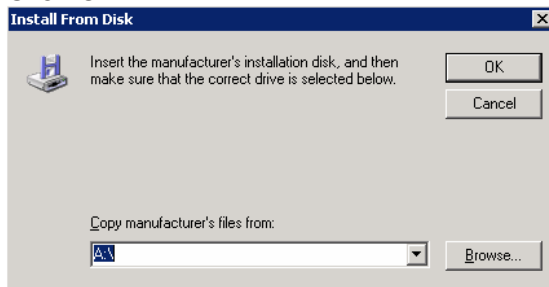 Install From Disk
Insert the manufacturer's installation disk, and then
make sure that the correct drive is selected below.
OK
Cancel
Copy manufacturer's files from:
A:\
Browse...